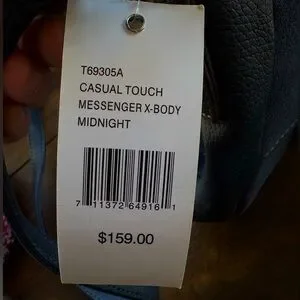 T69305A
CASUAL TOUCH
MESSENGER X-BODY
MIDNIGHT
7 11372 64916 1
$159.00